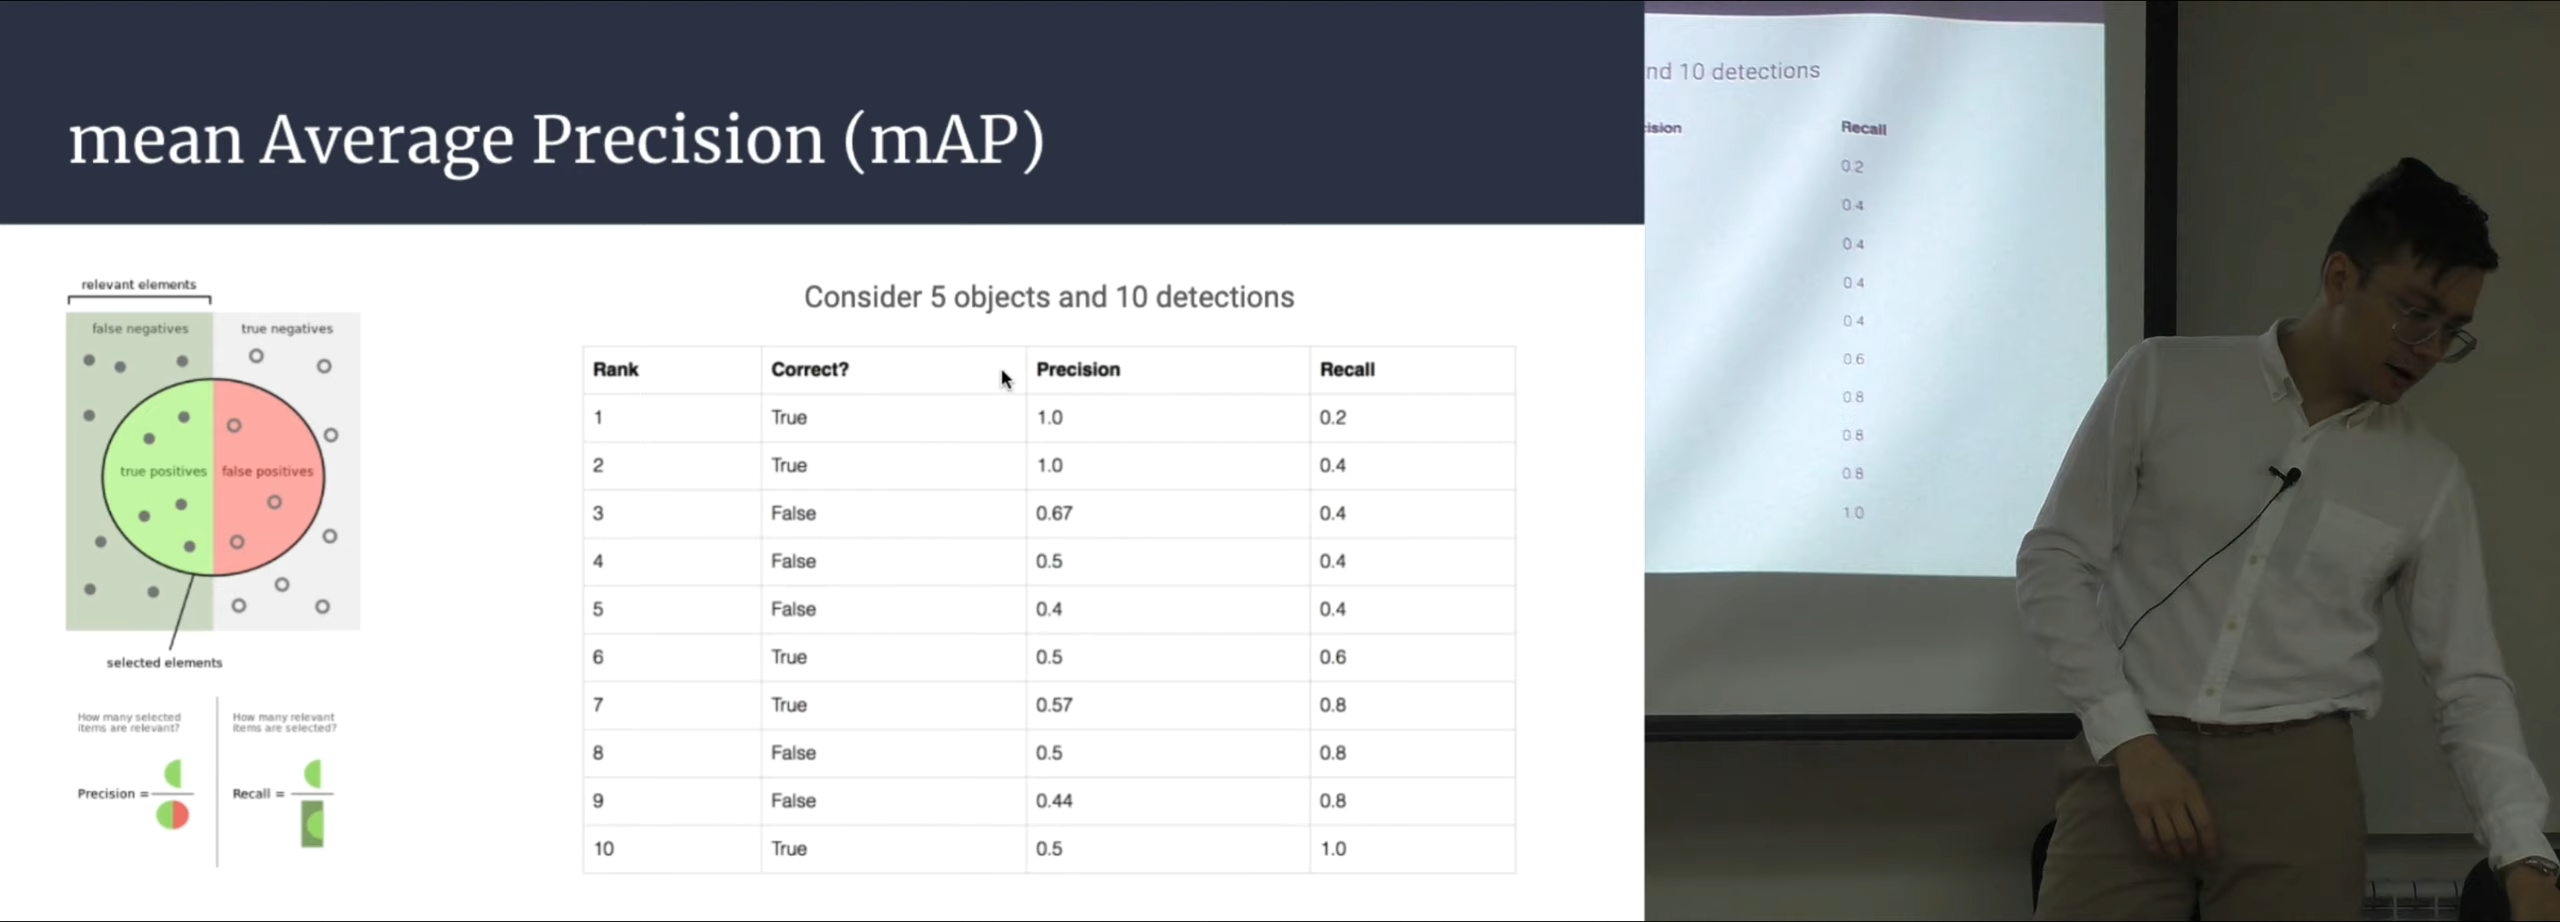 mean Average Precision (mAP)
relevant elements
false negatives true negatives
true positives false positives
selected elements
How many selected
items are relevant?
How many relevant
items are selected?
Precision =
Recall =
Consider 5 objects and 10 detections
Rank Correct? Precision Recall
1 True 1.0 0.2
2 True 1.0 0.4
3 False 0.67 0.4
4 False 0.5 0.4
5 False 0.4 0.4
6 True 0.5 0.6
7 True 0.57 0.8
8 False 0.5 0.8
9 False 0.44 0.8
10 True 0.5 1.0
nd 10 detections
cision Recall
0.2
0.4
0.4
0.4
0.4
0.6
0.8
0.8
0.8
1.0